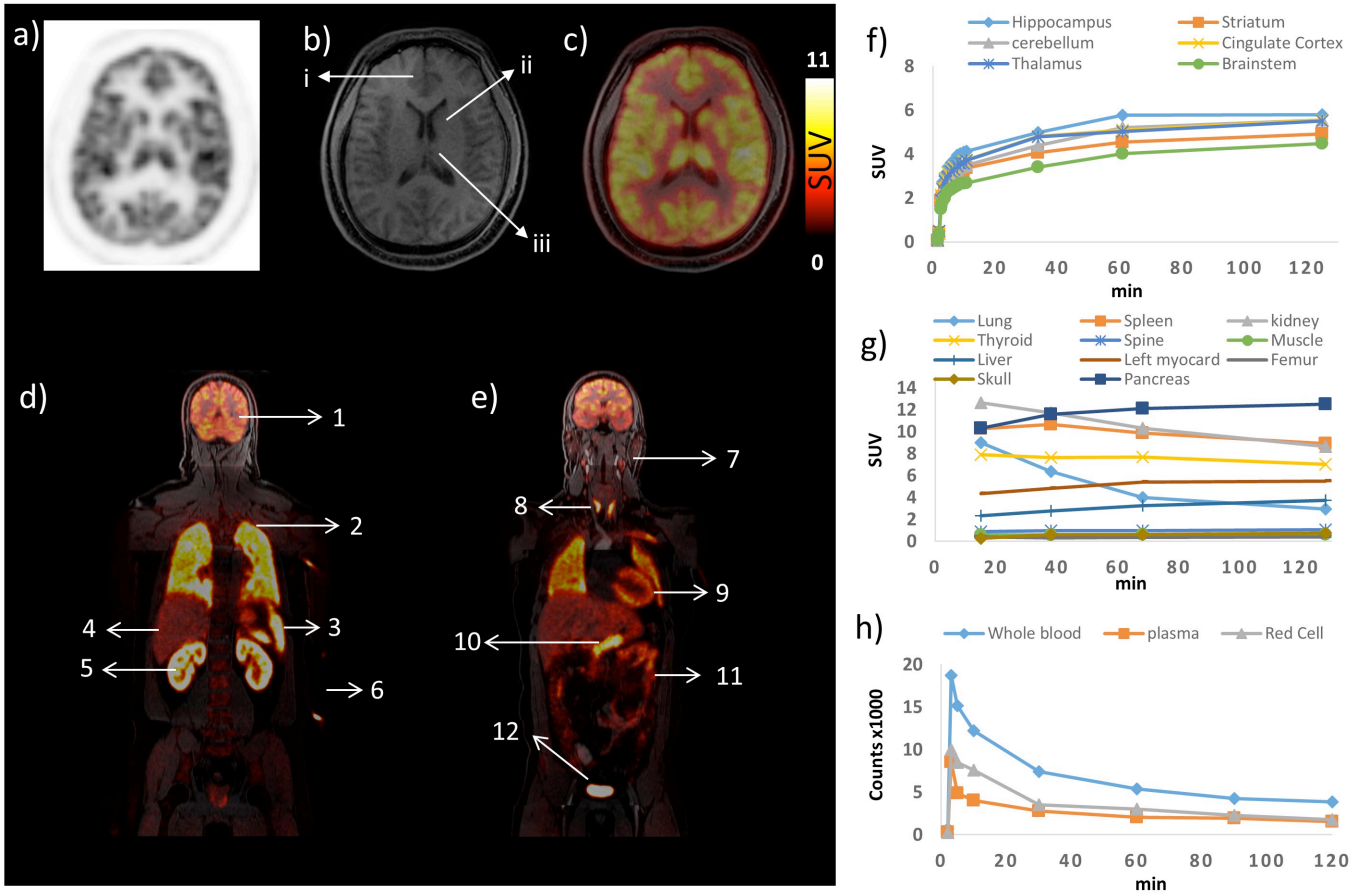 a)
b)
c)
i
ii
iii
11
SUV
0
d)
e)
1
2
3
4
5
6
7
8
9
10
11
12
f)
Hippocampus Striatum
cerebellum Cingulate Cortex
Thalamus Brainstem
8
6
4
2
0
SUV
0 20 40 60 80 100 120
min
g)
Lung Spleen kidney
Thyroid Spine Muscle
Liver Left myocard Femur
Skull Pancreas
14
12
10
8
6
4
2
0
SUV
0 20 40 60 80 100 120
min
h)
Whole blood plasma Red Cell
20
15
10
5
0
Counts x1000
0 20 40 60 80 100 120
min